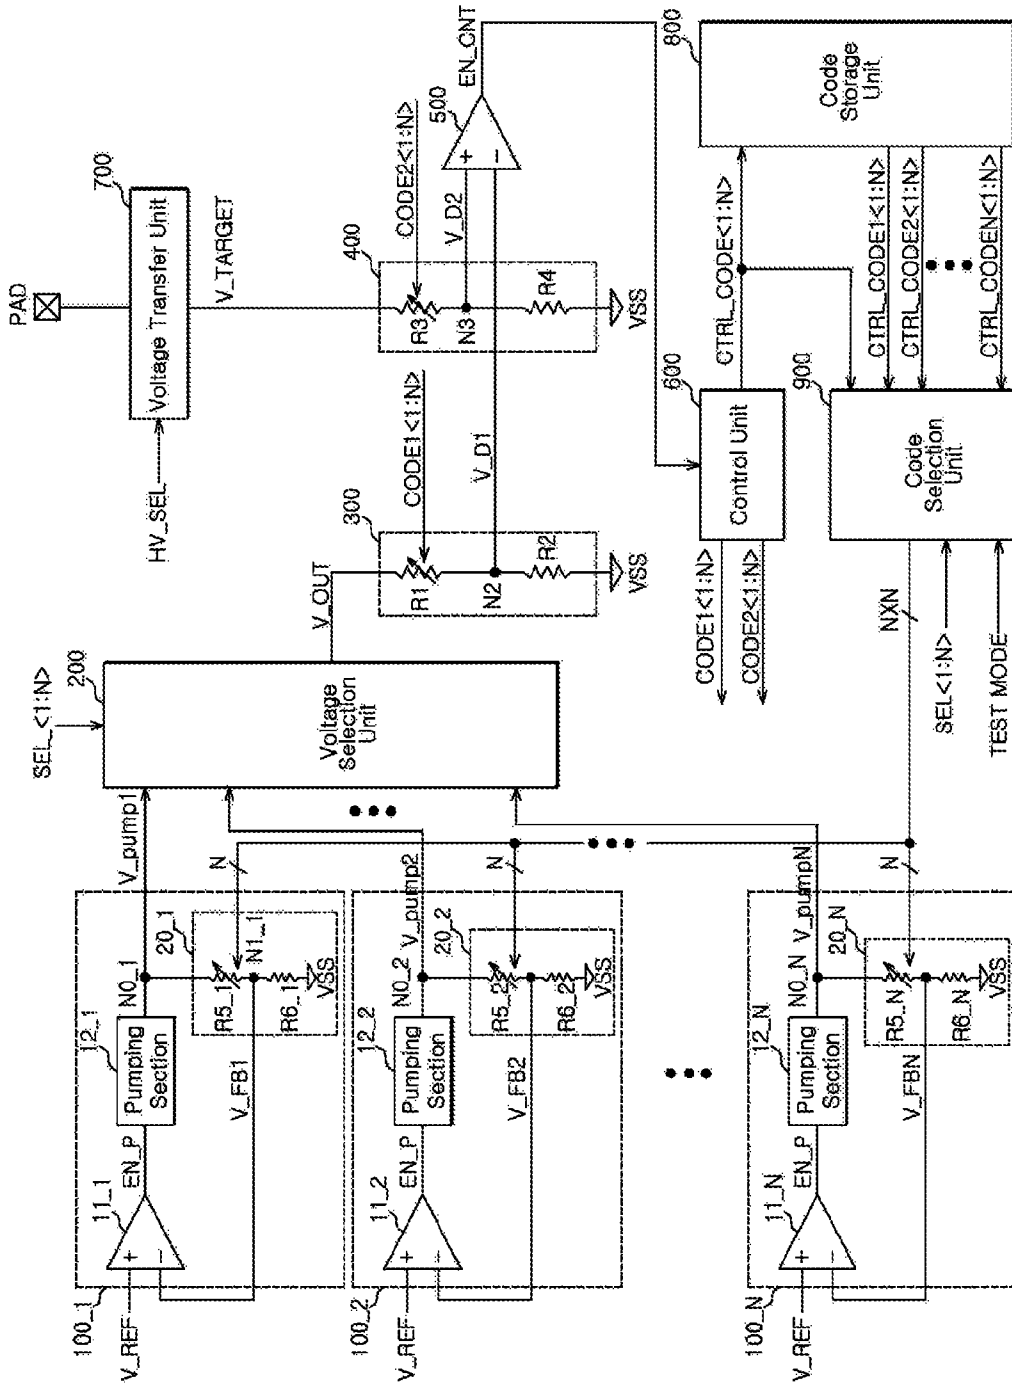 100_1
V_REF
11_1
+
−
EN_P
12_1
Pumping
Section
N0_1
V_pump1
20_1
R5_1
N1_1
R6_1
VSS
V_FB1
N
100_2
V_REF
11_2
+
−
EN_P
12_2
Pumping
Section
N0_2
V_pump2
20_2
R5_2
R6_2
VSS
V_FB2
N
100_N
V_REF
11_N
+
−
EN_P
12_N
Pumping
Section
N0_N
V_pumpN
20_N
R5_N
R6_N
VSS
V_FBN
N
SEL_<1:N>
200
Voltage
Selection
Unit
V_OUT
300
R1
CODE1<1:N>
N2
R2
VSS
V_D1
PAD
700
Voltage Transfer Unit
HV_SEL
V_TARGET
400
R3
CODE2<1:N>
N3
R4
VSS
V_D2
500
+
−
EN_CNT
600
Control Unit
CODE1<1:N>
CODE2<1:N>
CTRL_CODE<1:N>
800
Code
Storage
Unit
CTRL_CODE1<1:N>
CTRL_CODE2<1:N>
CTRL_CODEN<1:N>
900
Code
Selection
Unit
NXN
SEL<1:N>
TEST MODE